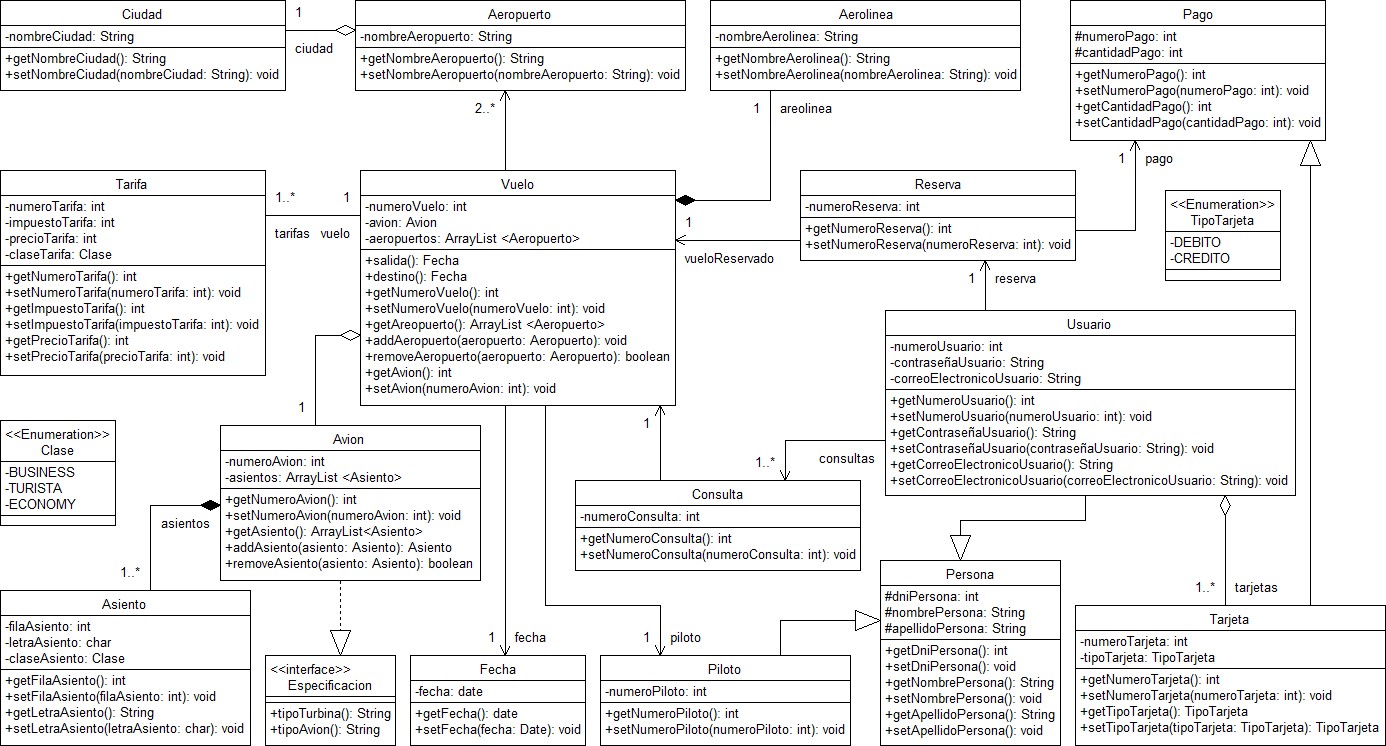 Ciudad
-nombreCiudad: String
+getNombreCiudad(): String
+setNombreCiudad(nombreCiudad: String): void
1
ciudad
Aeropuerto
-nombreAeropuerto: String
+getNombreAeropuerto(): String
+setNombreAeropuerto(nombreAeropuerto: String): void
2..*
Aerolinea
-nombreAerolinea: String
+getNombreAerolinea(): String
+setNombreAerolinea(nombreAerolinea: String): void
1
areolinea
Pago
#numeroPago: int
#cantidadPago: int
+getNumeroPago(): int
+setNumeroPago(numeroPago: int): void
+getCantidadPago(): int
+setCantidadPago(cantidadPago: int): void
1
pago
Tarifa
-numeroTarifa: int
-impuestoTarifa: int
-precioTarifa: int
-claseTarifa: Clase
+getNumeroTarifa(): int
+setNumeroTarifa(numeroTarifa: int): void
+getImpuestoTarifa(): int
+setImpuestoTarifa(impuestoTarifa: int): void
+getPrecioTarifa(): int
+setPrecioTarifa(precioTarifa: int): void
1..*
1
tarifas
vuelo
Vuelo
-numeroVuelo: int
-avion: Avion
-aeropuertos: ArrayList <Aeropuerto>
+salida(): Fecha
+destino(): Fecha
+getNumeroVuelo(): int
+setNumeroVuelo(numeroVuelo: int): void
+getAreopuerto(): ArrayList <Aeropuerto>
+addAeropuerto(aeropuerto: Aeropuerto): void
+removeAeropuerto(aeropuerto: Aeropuerto): boolean
+getAvion(): int
+setAvion(numeroAvion: int): void
1
vueloReservado
Reserva
-numeroReserva: int
+getNumeroReserva(): int
+setNumeroReserva(numeroReserva: int): void
1
reserva
<<Enumeration>>
TipoTarjeta
-DEBITO
-CREDITO
Usuario
-numeroUsuario: int
-contraseñaUsuario: String
-correoElectronicoUsuario: String
+getNumeroUsuario(): int
+setNumeroUsuario(numeroUsuario: int): void
+getContraseñaUsuario(): String
+setContraseñaUsuario(contraseñaUsuario: String): void
+getCorreoElectronicoUsuario(): String
+setCorreoElectronicoUsuario(correoElectronicoUsuario: String): void
1
<<Enumeration>>
Clase
-BUSINESS
-TURISTA
-ECONOMY
Avion
-numeroAvion: int
-asientos: ArrayList <Asiento>
+getNumeroAvion(): int
+setNumeroAvion(numeroAvion: int): void
+getAsiento(): ArrayList<Asiento>
+addAsiento(asiento: Asiento): Asiento
+removeAsiento(asiento: Asiento): boolean
asientos
1..*
1
1..*
consultas
Consulta
-numeroConsulta: int
+getNumeroConsulta(): int
+setNumeroConsulta(numeroConsulta: int): void
Asiento
-filaAsiento: int
-letraAsiento: char
-claseAsiento: Clase
+getFilaAsiento(): int
+setFilaAsiento(filaAsiento: int): void
+getLetraAsiento(): String
+setLetraAsiento(letraAsiento: char): void
<<interface>>
Especificacion
+tipoTurbina(): String
+tipoAvion(): String
1
fecha
Fecha
-fecha: date
+getFecha(): date
+setFecha(fecha: Date): void
1
piloto
Piloto
-numeroPiloto: int
+getNumeroPiloto(): int
+setNumeroPiloto(numeroPiloto: int): void
Persona
#dniPersona: int
#nombrePersona: String
#apellidoPersona: String
+getDniPersona(): int
+setDniPersona(): void
+getNombrePersona(): String
+setNombrePersona(): void
+getApellidoPersona(): String
+setApellidoPersona(): void
1..*
tarjetas
Tarjeta
-numeroTarjeta: int
-tipoTarjeta: TipoTarjeta
+getNumeroTarjeta(): int
+setNumeroTarjeta(numeroTarjeta: int): void
+getTipoTarjeta(): TipoTarjeta
+setTipoTarjeta(tipoTarjeta: TipoTarjeta): TipoTarjeta